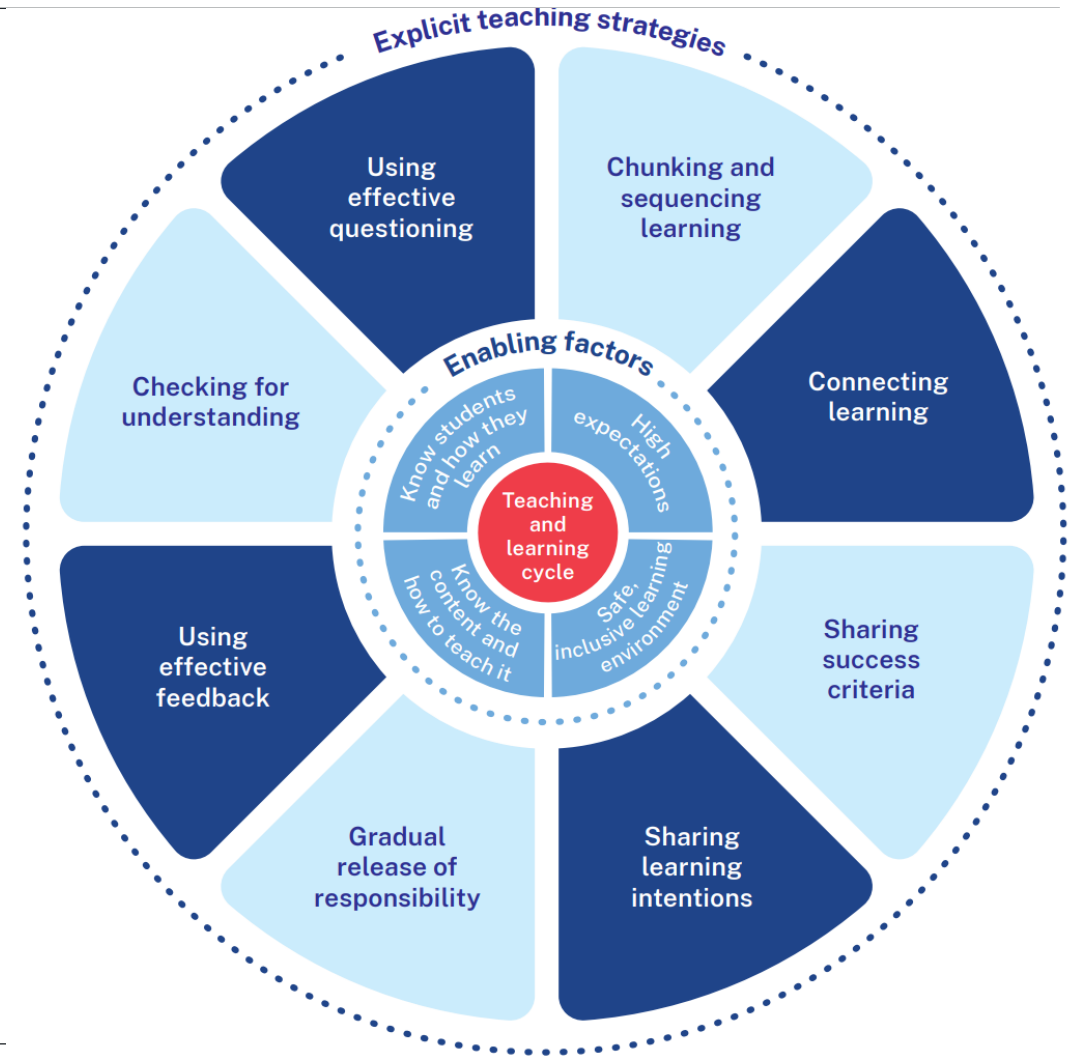 Explicit teaching strategies
Using
effective
questioning
Chunking and
sequencing
learning
Connecting
learning
Sharing
success
criteria
Sharing
learning
intentions
Gradual
release of
responsibility
Using
effective
feedback
Checking for
understanding
Enabling factors
Know students
and how they
learn
High
expectations
Safe,
inclusive learning
environment
Know the
content and
how to teach it
Teaching
and
learning
cycle